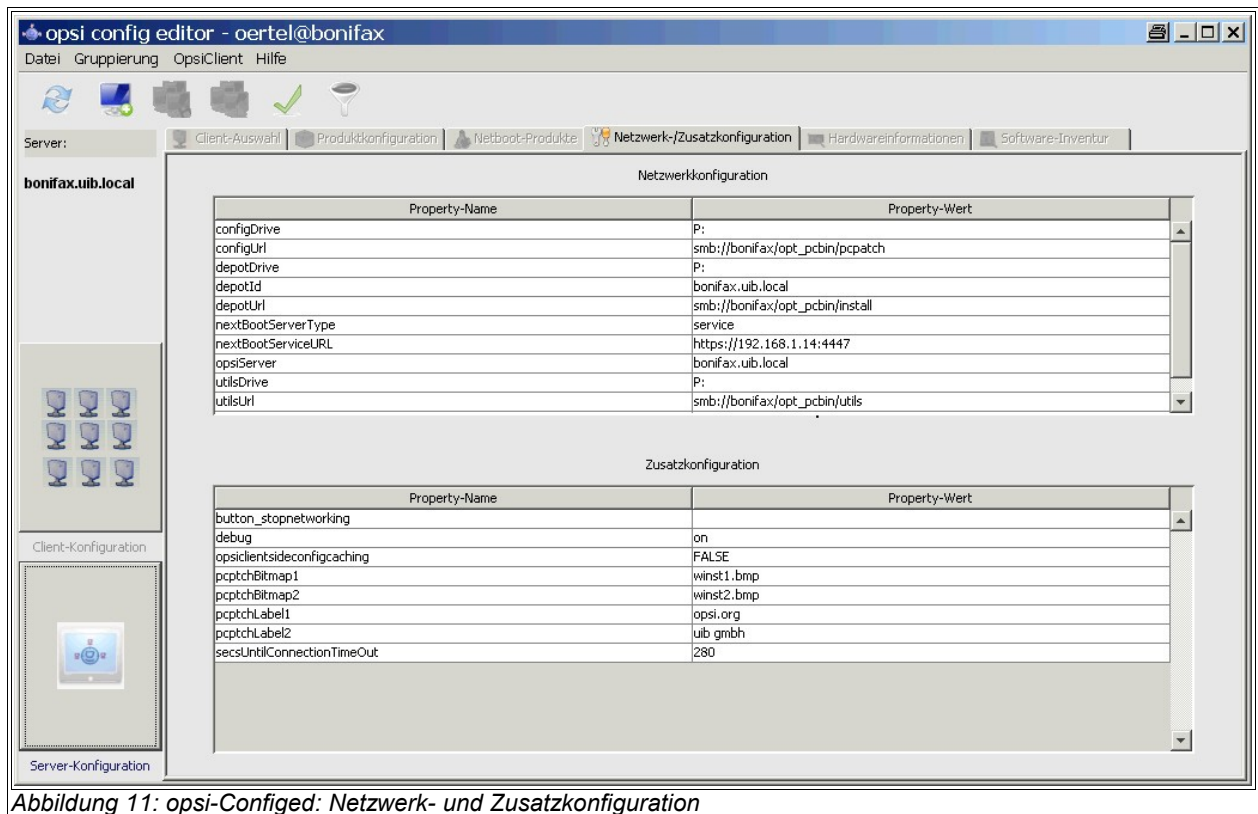 opsi config editor - oertel@bonifax
Datei Gruppierung OpsiClient Hilfe
Server:
Client-Auswahl Produktkonfiguration Netboot-Produkte Netzwerk-/Zusatzkonfiguration Hardwareinformationen Software-Inventur
bonifax.uib.local
Netzwerkkonfiguration
Property-Name Property-Wert
configDrive P:
configUrl smb://bonifax/opt_pcbin/pcpatch
depotDrive P:
depotId bonifax.uib.local
depotUrl smb://bonifax/opt_pcbin/install
nextBootServerType service
nextBootServiceURL https://192.168.1.14:4447
opsiServer bonifax.uib.local
utilsDrive P:
utilsUrl smb://bonifax/opt_pcbin/utils
Zusatzkonfiguration
Property-Name Property-Wert
button_stopnetworking
debug on
opsiclientsideconfigcaching FALSE
pcptchBitmap1 winst1.bmp
pcptchBitmap2 winst2.bmp
pcptchLabel1 opsi.org
pcptchLabel2 uib gmbh
secsUntilConnectionTimeOut 280
Client-Konfiguration
Server-Konfiguration
Abbildung 11: opsi-Configed: Netzwerk- und Zusatzkonfiguration